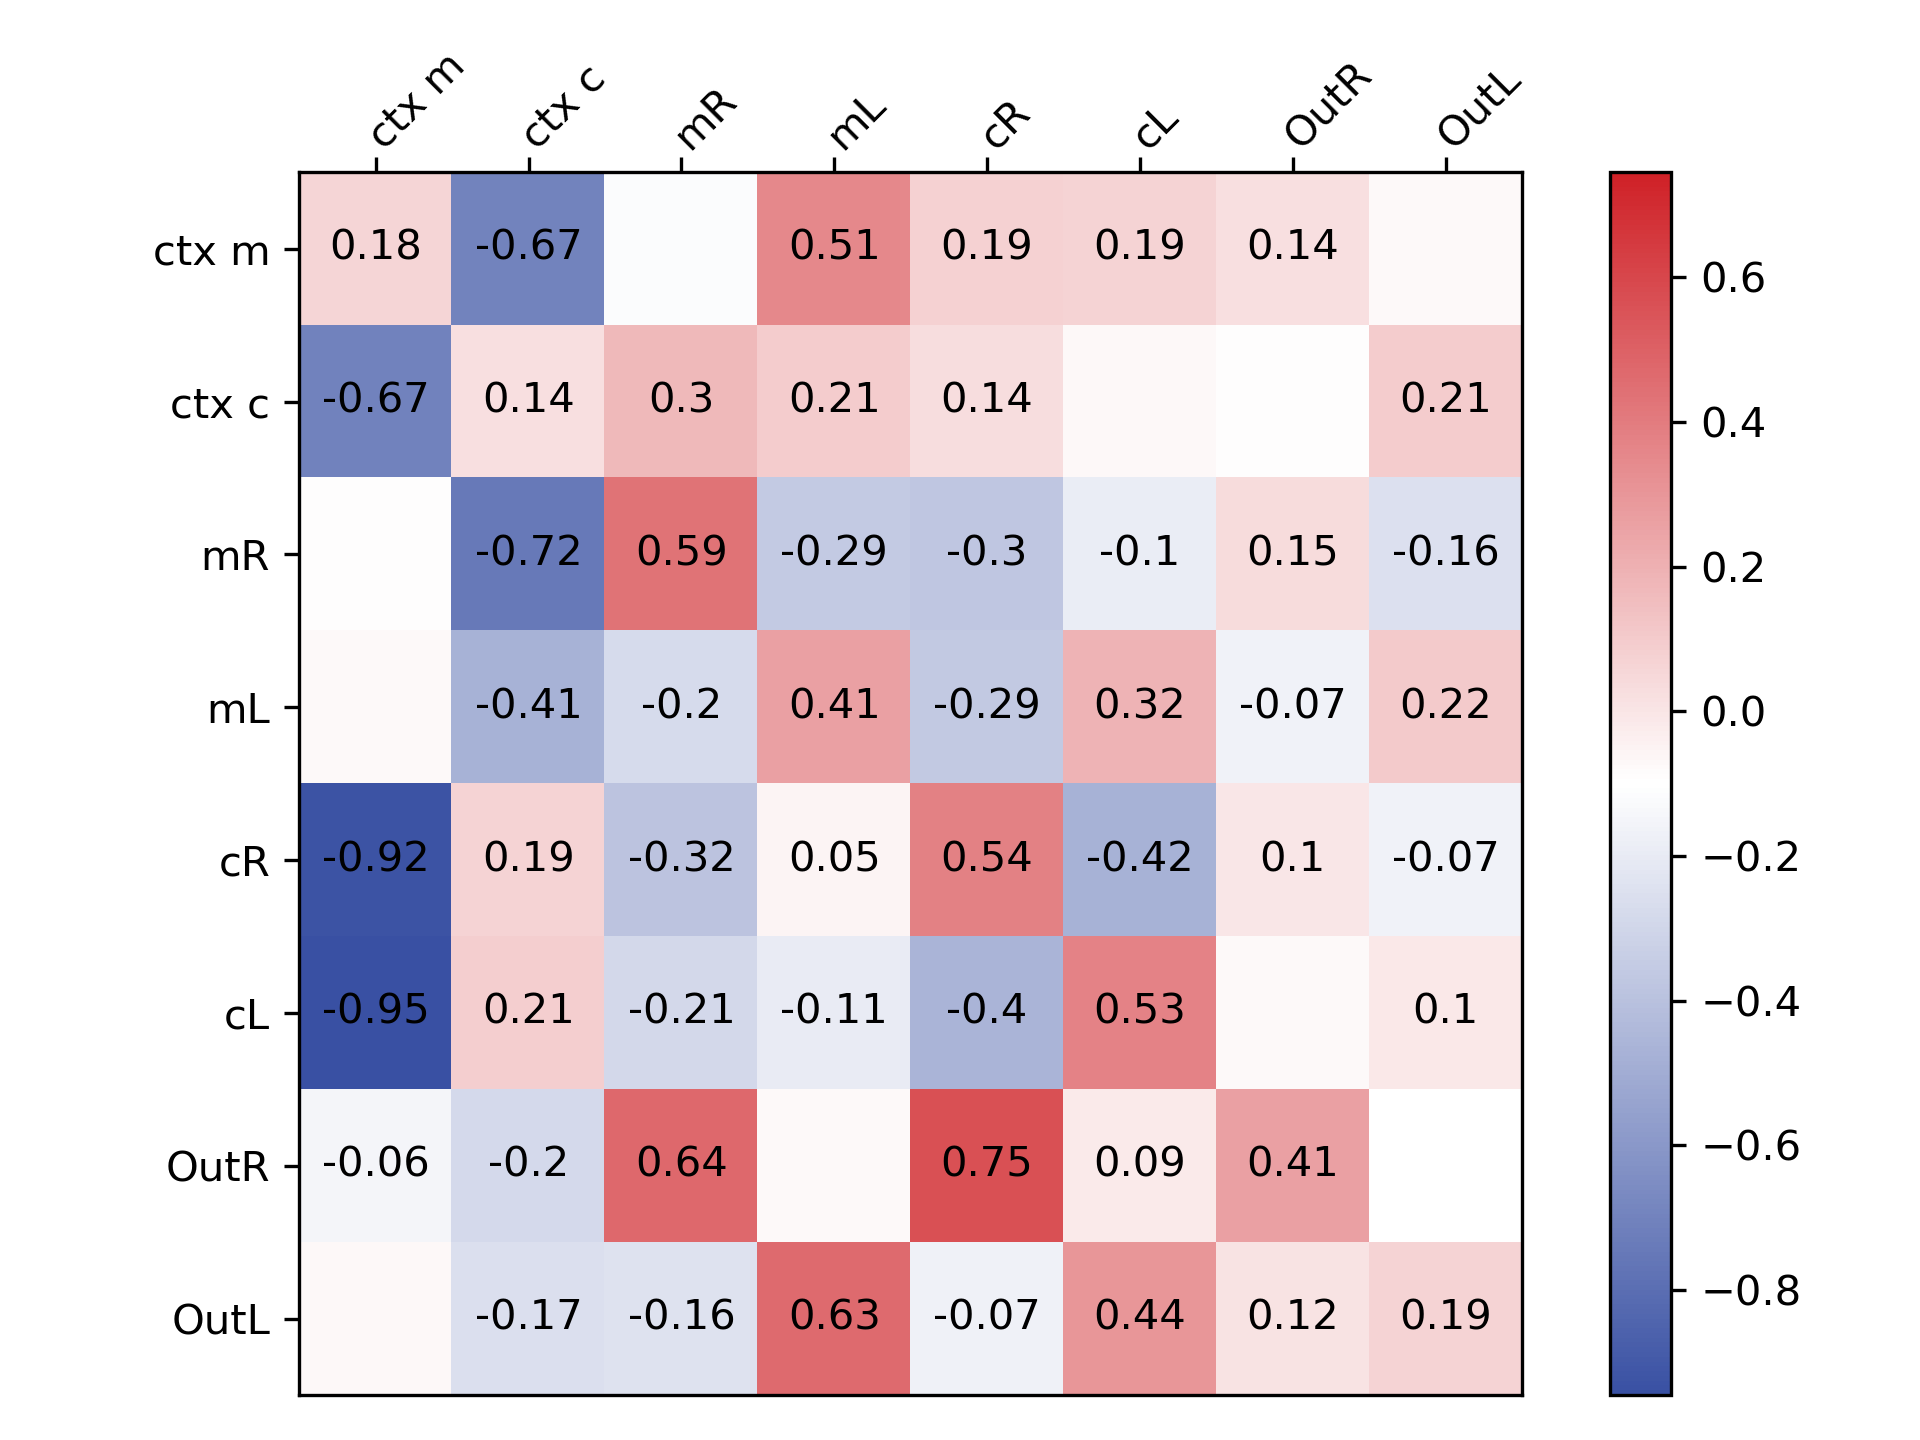 ctx m ctx c mR mL cR cL OutR OutL
ctx m 0.18 -0.67 0.51 0.19 0.19 0.14
ctx c -0.67 0.14 0.3 0.21 0.14 0.21
mR -0.72 0.59 -0.29 -0.3 -0.1 0.15 -0.16
mL -0.41 -0.2 0.41 -0.29 0.32 -0.07 0.22
cR -0.92 0.19 -0.32 0.05 0.54 -0.42 0.1 -0.07
cL -0.95 0.21 -0.21 -0.11 -0.4 0.53 0.1
OutR -0.06 -0.2 0.64 0.75 0.09 0.41
OutL -0.17 -0.16 0.63 -0.07 0.44 0.12 0.19
0.6
0.4
0.2
0.0
−0.2
−0.4
−0.6
−0.8